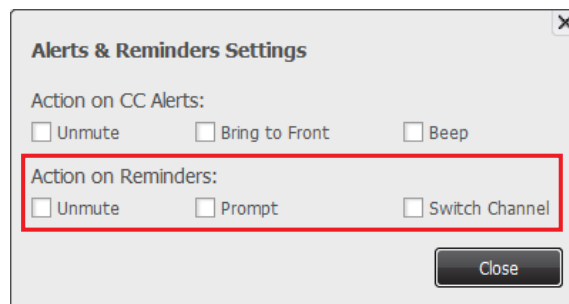 Alerts & Reminders Settings
Action on CC Alerts:
Unmute Bring to Front Beep
Action on Reminders:
Unmute Prompt Switch Channel
Close